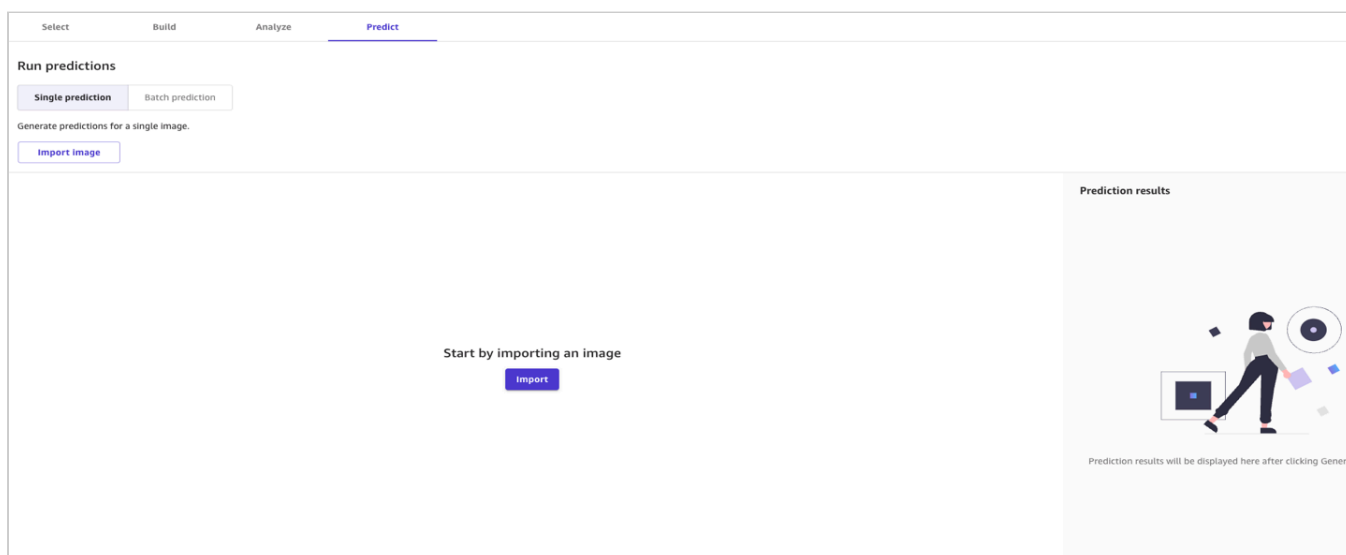 Select Build Analyze Predict
Run predictions
Single prediction Batch prediction
Generate predictions for a single image.
Import image
Prediction results
Start by importing an image
Import
Prediction results will be displayed here after clicking